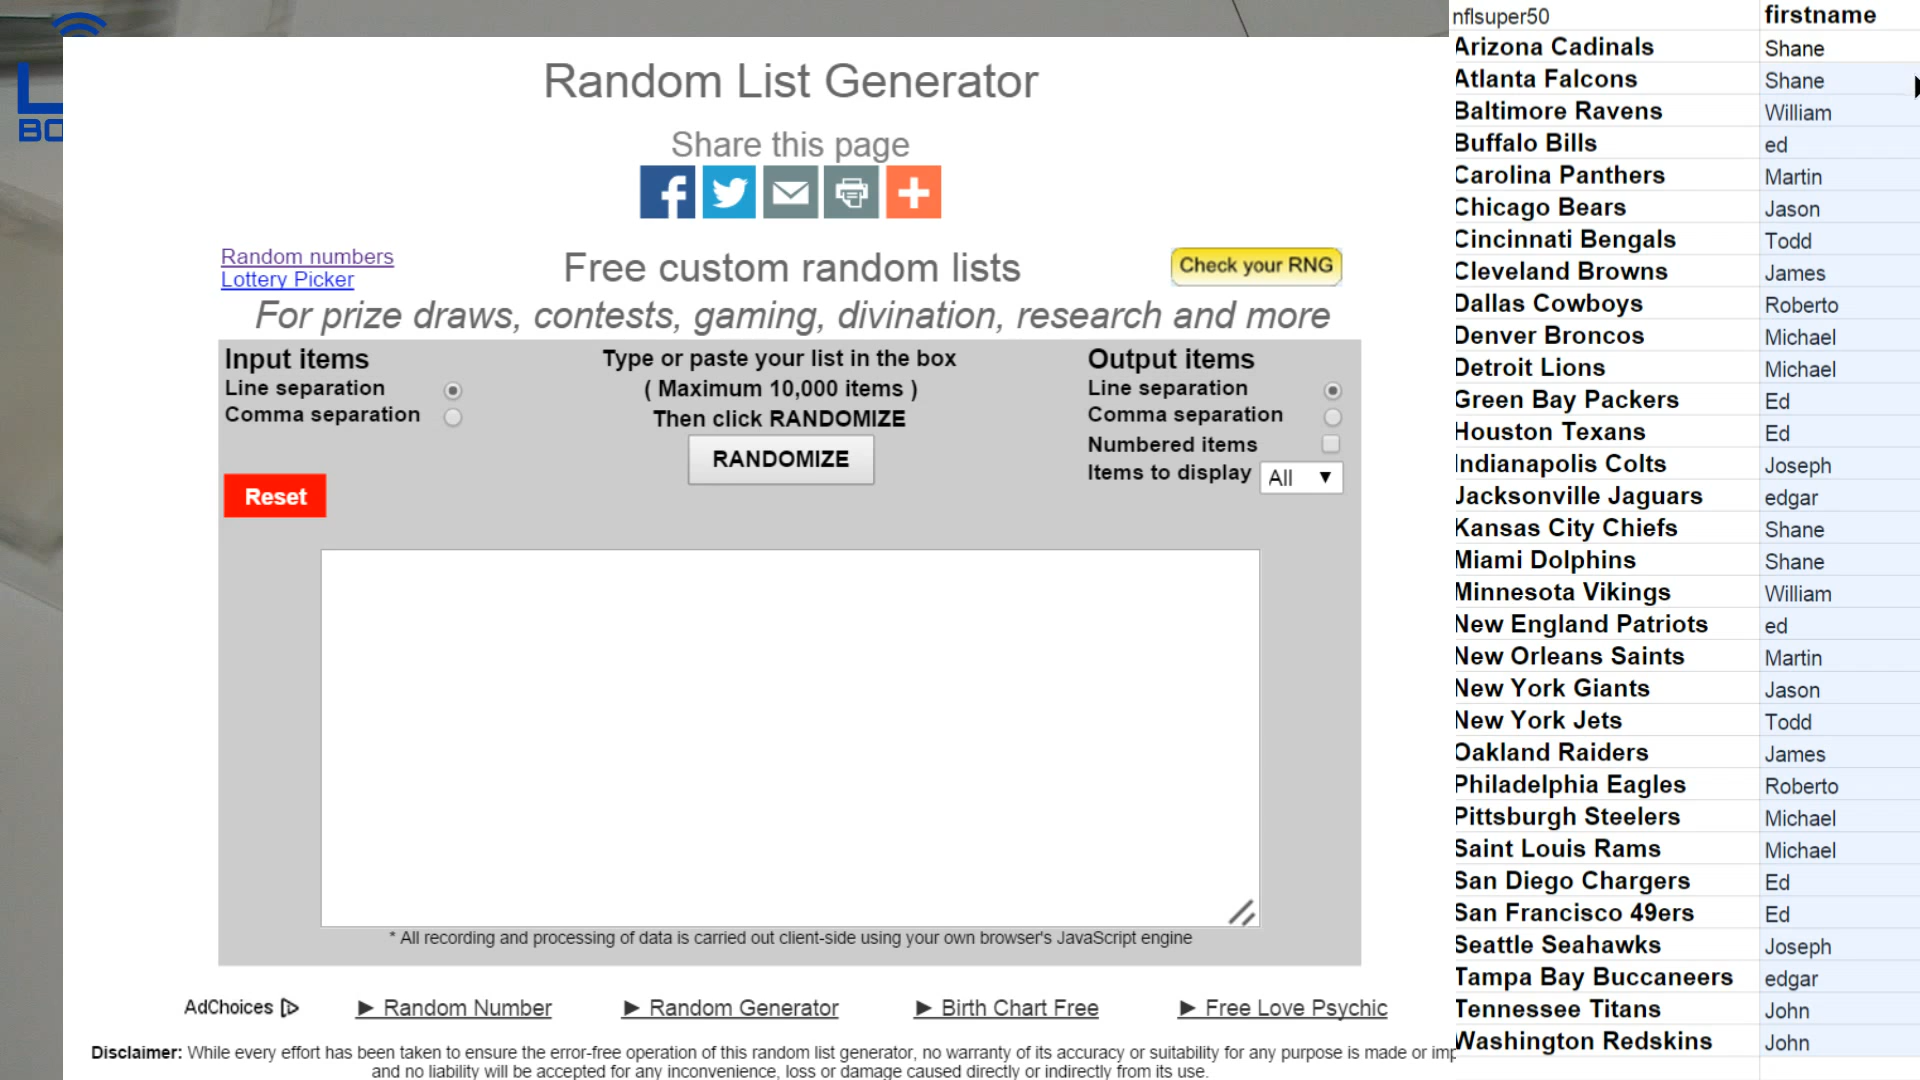 BO
Random List Generator
Share this page
Random numbers
Lottery Picker
Free custom random lists
Check your RNG
For prize draws, contests, gaming, divination, research and more
Input items
Line separation
Comma separation
Reset
Type or paste your list in the box
( Maximum 10,000 items )
Then click RANDOMIZE
RANDOMIZE
Output items
Line separation
Comma separation
Numbered items
Items to display All
* All recording and processing of data is carried out client-side using your own browser's JavaScript engine
AdChoices
Random Number
Random Generator
Birth Chart Free
Free Love Psychic
Disclaimer: While every effort has been taken to ensure the error-free operation of this random list generator, no warranty of its accuracy or suitability for any purpose is made or imp
and no liability will be accepted for any inconvenience, loss or damage caused directly or indirectly from its use.
nflsuper50 firstname
Arizona Cadinals Shane
Atlanta Falcons Shane
Baltimore Ravens William
Buffalo Bills ed
Carolina Panthers Martin
Chicago Bears Jason
Cincinnati Bengals Todd
Cleveland Browns James
Dallas Cowboys Roberto
Denver Broncos Michael
Detroit Lions Michael
Green Bay Packers Ed
Houston Texans Ed
Indianapolis Colts Joseph
Jacksonville Jaguars edgar
Kansas City Chiefs Shane
Miami Dolphins Shane
Minnesota Vikings William
New England Patriots ed
New Orleans Saints Martin
New York Giants Jason
New York Jets Todd
Oakland Raiders James
Philadelphia Eagles Roberto
Pittsburgh Steelers Michael
Saint Louis Rams Michael
San Diego Chargers Ed
San Francisco 49ers Ed
Seattle Seahawks Joseph
Tampa Bay Buccaneers edgar
Tennessee Titans John
Washington Redskins John